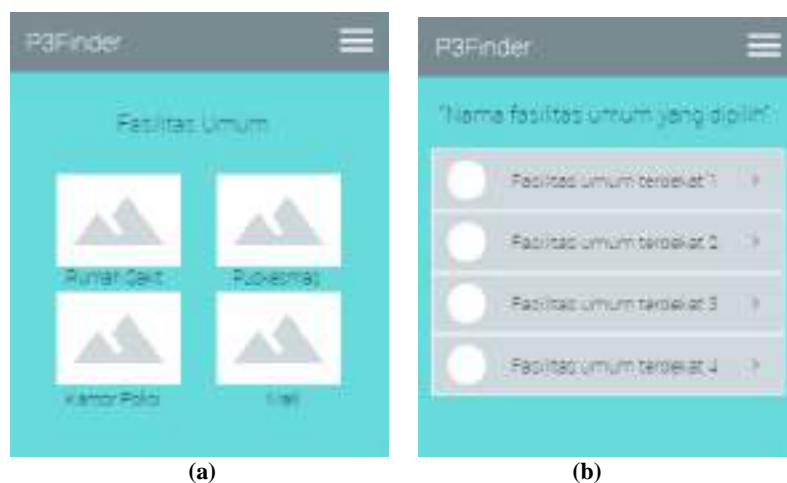 P3Finder
Fasilitas Umum
Rumah Sakit
Puskesmas
Kantor Polisi
Mall
(a)
P3Finder
"Nama fasilitas umum yang dipilih"
Fasilitas umum terdekat 1 >
Fasilitas umum terdekat 2 >
Fasilitas umum terdekat 3 >
Fasilitas umum terdekat 4 >
(b)